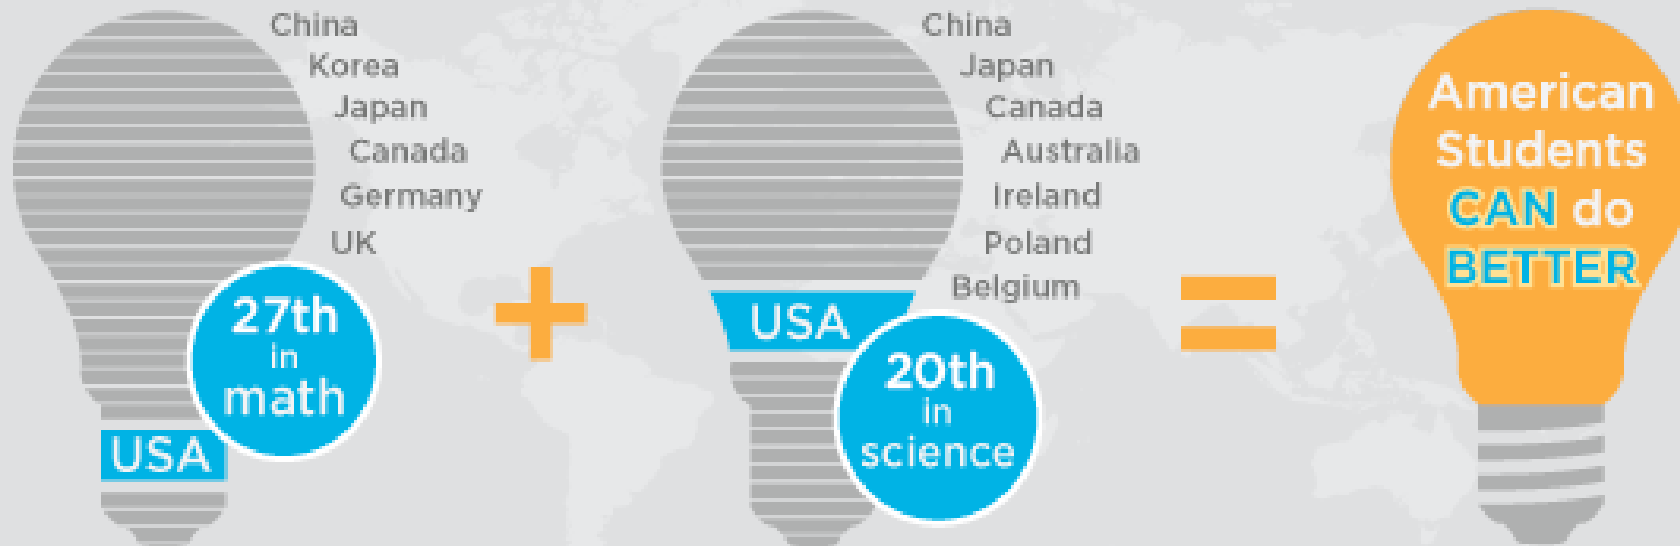 China
Korea
Japan
Canada
Germany
UK
27th
in
math
USA
+
China
Japan
Canada
Australia
Ireland
Poland
Belgium
USA
20th
in
science
=
American
Students
CAN do
BETTER